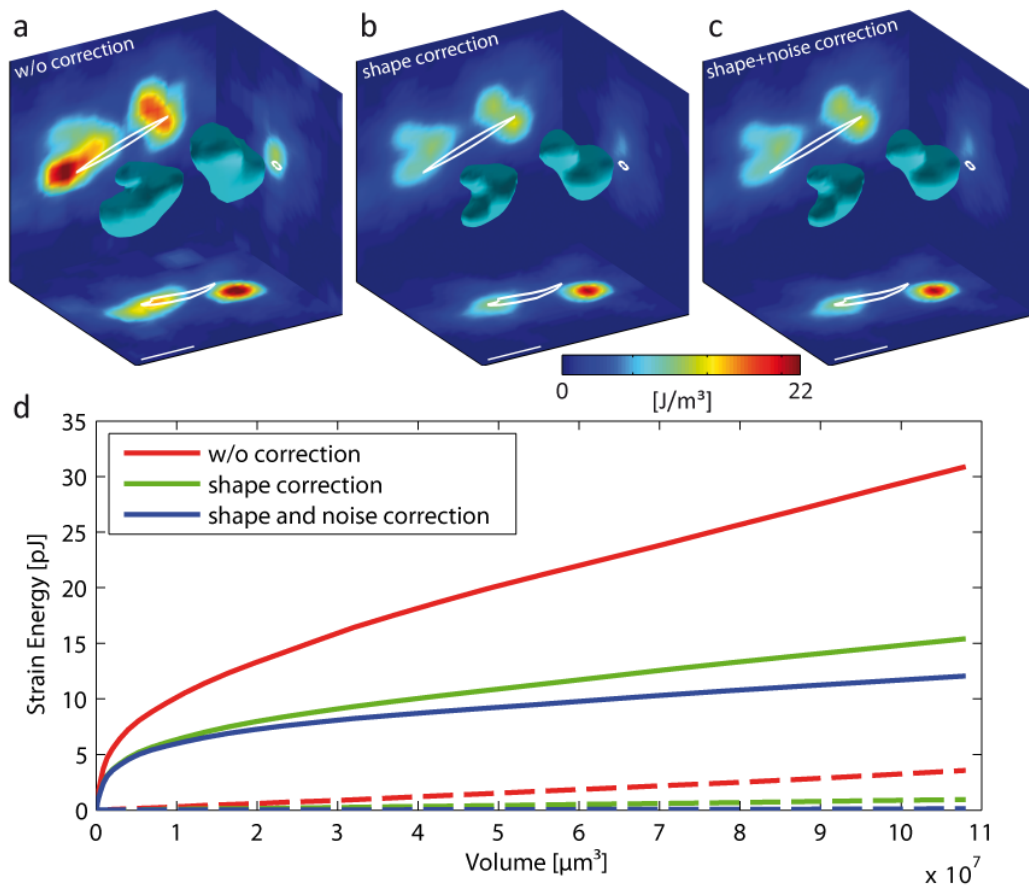 a
b
c
w/o correction
shape correction
shape+noise correction
0
22
[J/m³]
d
35
30
25
20
15
10
5
0
Strain Energy [pJ]
w/o correction
shape correction
shape and noise correction
0 1 2 3 4 5 6 7 8 9 10 11
Volume [µm³]
x 10⁷